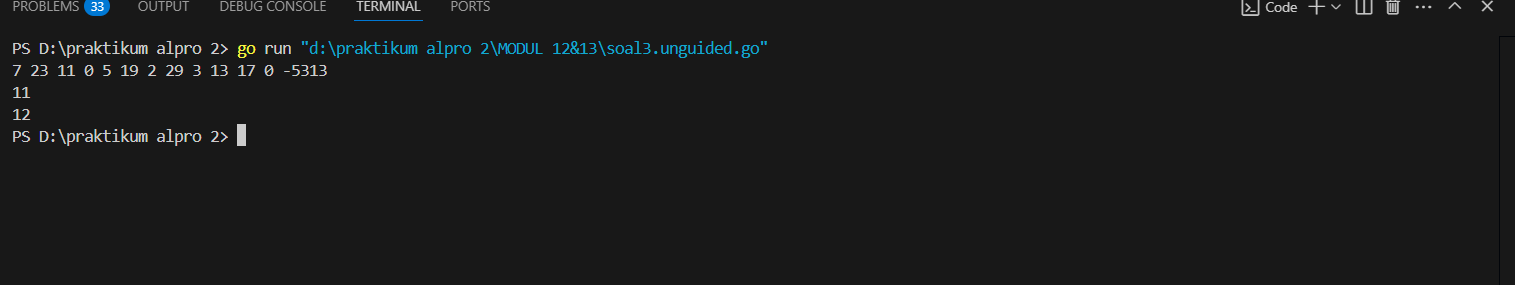 PROBLEMS 33 OUTPUT DEBUG CONSOLE TERMINAL PORTS Code
PS D:\praktikum alpro 2> go run "d:\praktikum alpro 2\MODUL 12&13\soal3.unguided.go"
7 23 11 0 5 19 2 29 3 13 17 0 -5313
11
12
PS D:\praktikum alpro 2>